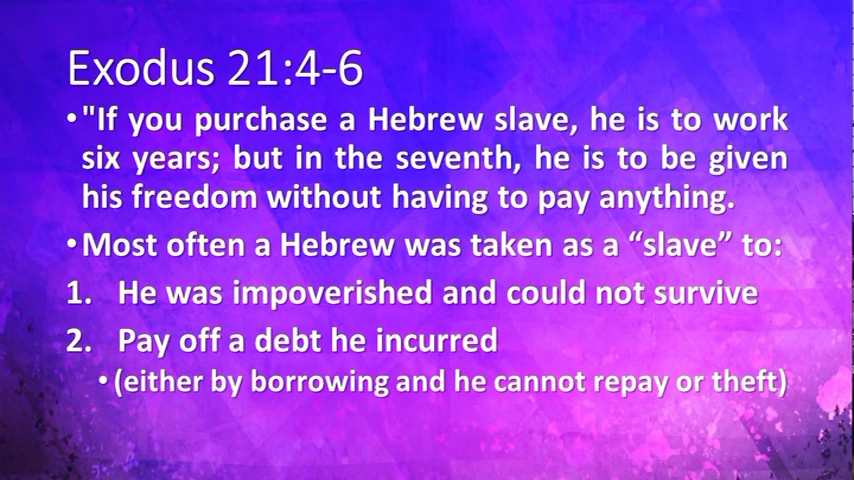 Exodus 21:4-6
•"If you purchase a Hebrew slave, he is to work
six years; but in the seventh, he is to be given
his freedom without having to pay anything.
•Most often a Hebrew was taken as a “slave” to:
1. He was impoverished and could not survive
2. Pay off a debt he incurred
•(either by borrowing and he cannot repay or theft)